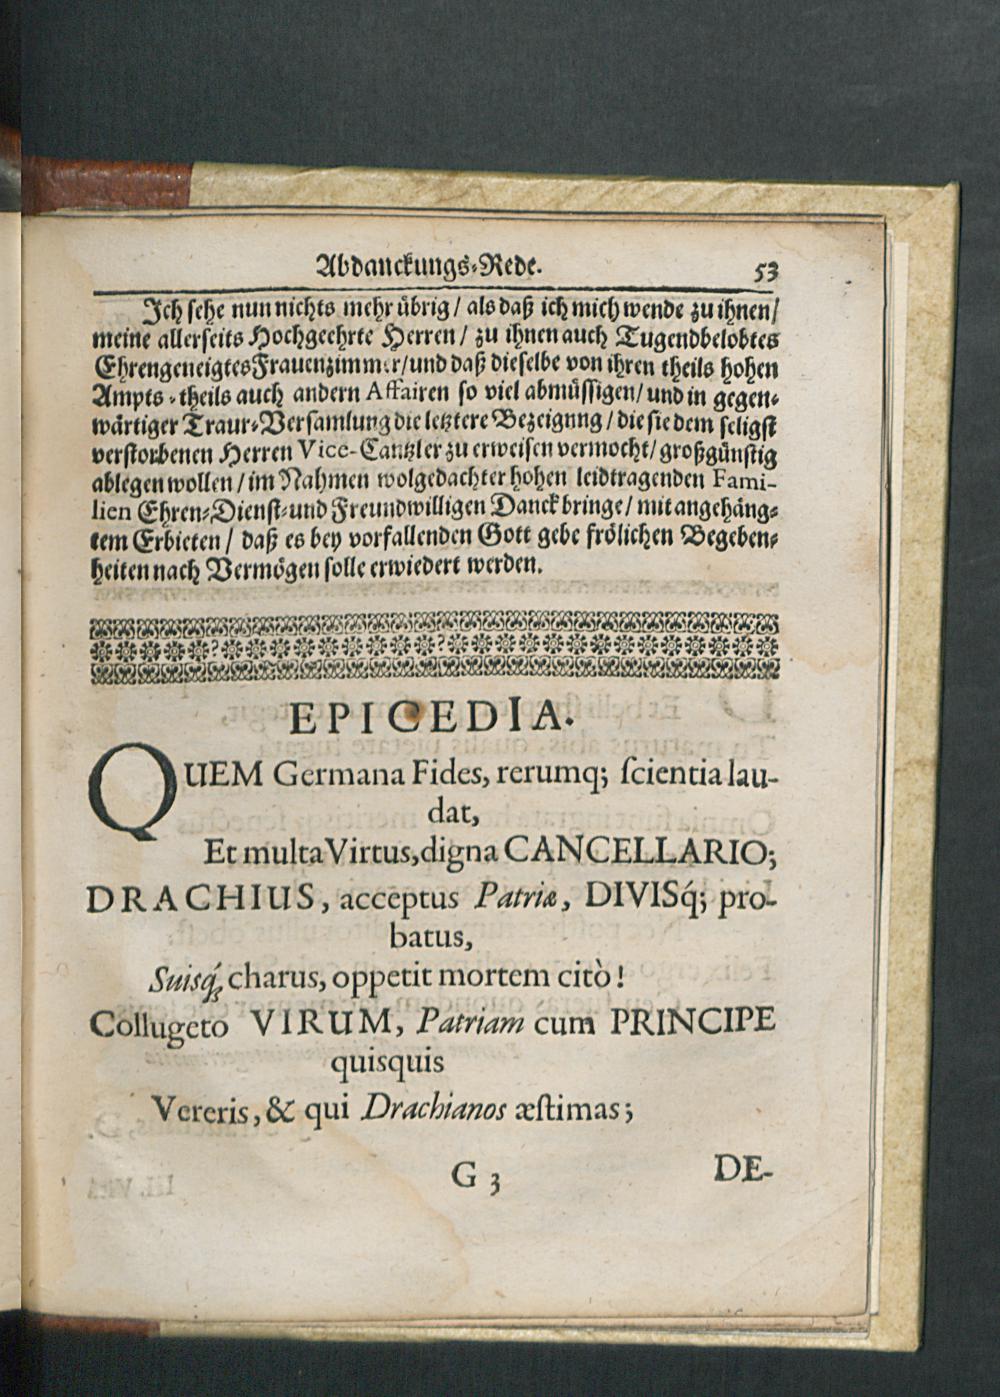 Abdanckungs-Rede. 53
Ich sehe nun nichts mehr übrig / als daß ich mich wende zu ihnen /
meine allerseits Hochgeehrte Herren / zu ihnen auch Tugendbelobtes
Ehrengeneigtes Frauenzimmer / und daß dieselbe von ihren theils hohen
Ampts-theils auch andern Affairen so viel abmüssigen / und in gegen-
wärtiger Traur-Versamlung die letztere Bezeignng / die sie dem seligst
verstorbenen Herren Vice-Cantzler zu erweisen vermocht / großgünstig
ablegen wollen / im Nahmen wolgedachter hohen leidtragenden Fami-
lien Ehren-Dienst-und Freundwilligen Danck bringe / mit angehäng-
tem Erbieten / daß es bey vorfallenden Gott gebe frölichen Begeben-
heiten nach Vermögen solle erwiedert werden.
EPICEDIA.
QUEM Germana Fides, rerumq; ſcientia lau-
dat,
Et multa Virtus, digna CANCELLARIO;
DRACHIUS, acceptus Patriæ, DIVISq́; pro-
batus,
Suisq́; charus, oppetit mortem citò!
Collugeto VIRUM, Patriam cum PRINCIPE
quisquis
Vereris, & qui Drachianos æſtimas;
G 3 DE-